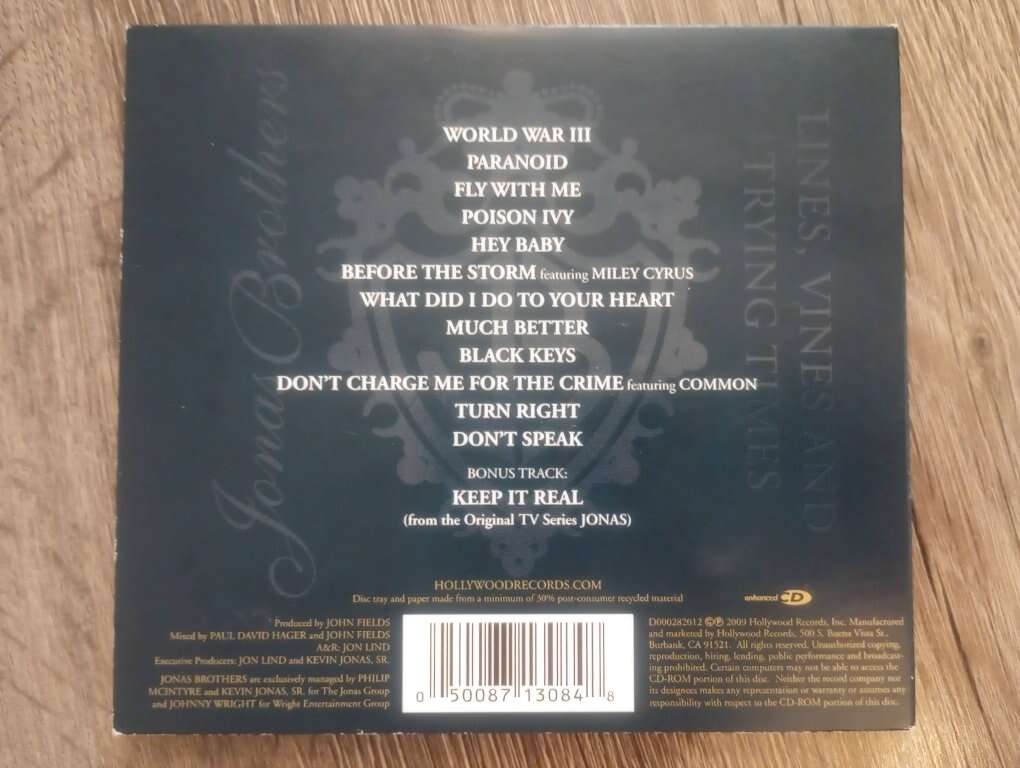 Jonas Brothers
LINES, VINES AND
TRYING TIMES
WORLD WAR III
PARANOID
FLY WITH ME
POISON IVY
HEY BABY
BEFORE THE STORM featuring MILEY CYRUS
WHAT DID I DO TO YOUR HEART
MUCH BETTER
BLACK KEYS
DON'T CHARGE ME FOR THE CRIME featuring COMMON
TURN RIGHT
DON'T SPEAK
BONUS TRACK:
KEEP IT REAL
(from the Original TV Series JONAS)
HOLLYWOODRECORDS.COM
Disc tray and paper made from a minimum of 30% post-consumer recycled material
enhanced CD
Produced by JOHN FIELDS
Mixed by PAUL DAVID HAGER and JOHN FIELDS
A&R: JON LIND
Executive Producers: JON LIND and KEVIN JONAS, SR.
JONAS BROTHERS are exclusively managed by PHILIP
MCINTYRE and KEVIN JONAS, SR. for The Jonas Group
and JOHNNY WRIGHT for Wright Entertainment Group
0 50087 13084 8
D000282012 ©℗ 2009 Hollywood Records, Inc. Manufactured
and marketed by Hollywood Records, 500 S. Buena Vista St.,
Burbank, CA 91521. All rights reserved. Unauthorized copying,
reproduction, hiring, lending, public performance and broadcast-
ing prohibited. Certain computers may not be able to access the
CD-ROM portion of this disc. Neither the record company nor
its designees makes any representation or warranty or assumes any
responsibility with respect to the CD-ROM portion of this disc.